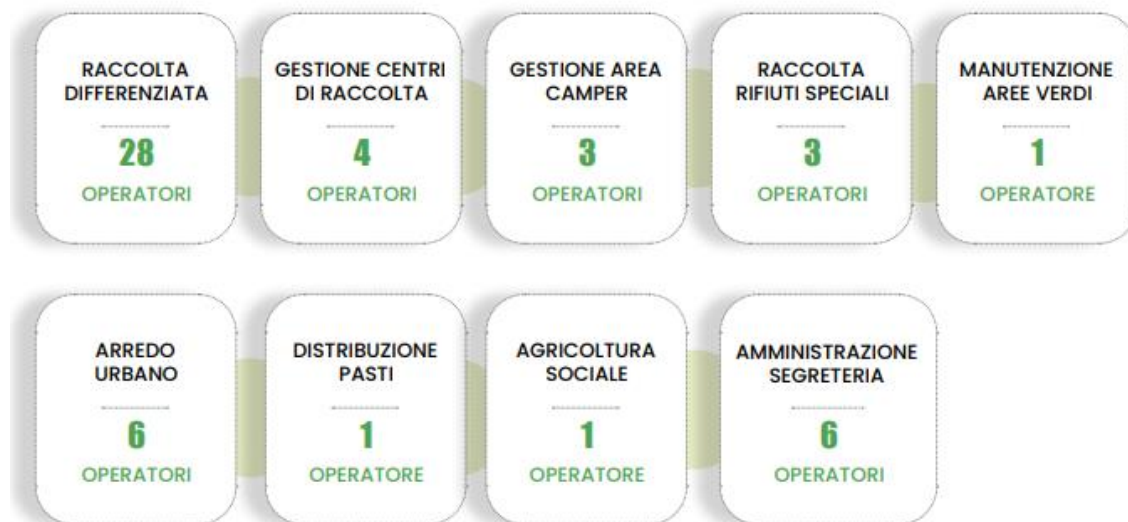 RACCOLTA
DIFFERENZIATA
28
OPERATORI
GESTIONE CENTRI
DI RACCOLTA
4
OPERATORI
GESTIONE AREA
CAMPER
3
OPERATORI
RACCOLTA
RIFIUTI SPECIALI
3
OPERATORI
MANUTENZIONE
AREE VERDI
1
OPERATORE
ARREDO
URBANO
6
OPERATORI
DISTRIBUZIONE
PASTI
1
OPERATORE
AGRICOLTURA
SOCIALE
1
OPERATORE
AMMINISTRAZIONE
SEGRETERIA
6
OPERATORI